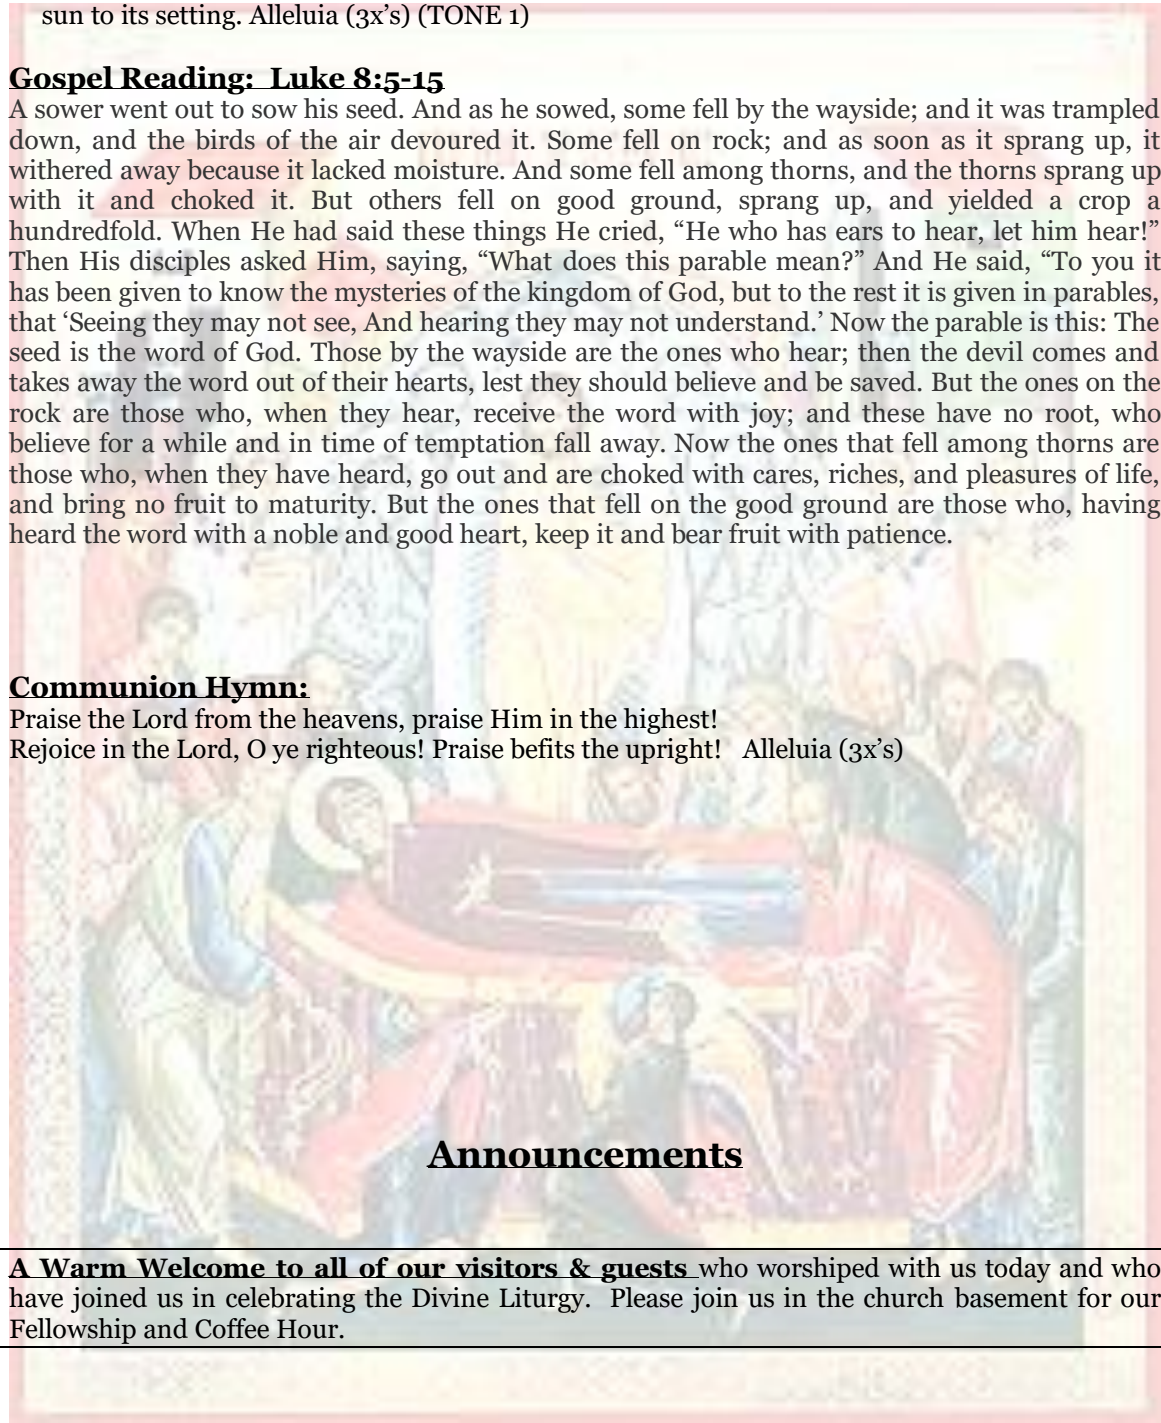 sun to its setting. Alleluia (3x’s) (TONE 1)
Gospel Reading:  Luke 8:5-15
A sower went out to sow his seed. And as he sowed, some fell by the wayside; and it was trampled
down, and the birds of the air devoured it. Some fell on rock; and as soon as it sprang up, it
withered away because it lacked moisture. And some fell among thorns, and the thorns sprang up
with it and choked it. But others fell on good ground, sprang up, and yielded a crop a
hundredfold. When He had said these things He cried, “He who has ears to hear, let him hear!”
Then His disciples asked Him, saying, “What does this parable mean?” And He said, “To you it
has been given to know the mysteries of the kingdom of God, but to the rest it is given in parables,
that ‘Seeing they may not see, And hearing they may not understand.’ Now the parable is this: The
seed is the word of God. Those by the wayside are the ones who hear; then the devil comes and
takes away the word out of their hearts, lest they should believe and be saved. But the ones on the
rock are those who, when they hear, receive the word with joy; and these have no root, who
believe for a while and in time of temptation fall away. Now the ones that fell among thorns are
those who, when they have heard, go out and are choked with cares, riches, and pleasures of life,
and bring no fruit to maturity. But the ones that fell on the good ground are those who, having
heard the word with a noble and good heart, keep it and bear fruit with patience.
Communion Hymn:
Praise the Lord from the heavens, praise Him in the highest!
Rejoice in the Lord, O ye righteous! Praise befits the upright!   Alleluia (3x’s)
Announcements
A Warm Welcome to all of our visitors & guests who worshiped with us today and who
have joined us in celebrating the Divine Liturgy.  Please join us in the church basement for our
Fellowship and Coffee Hour.